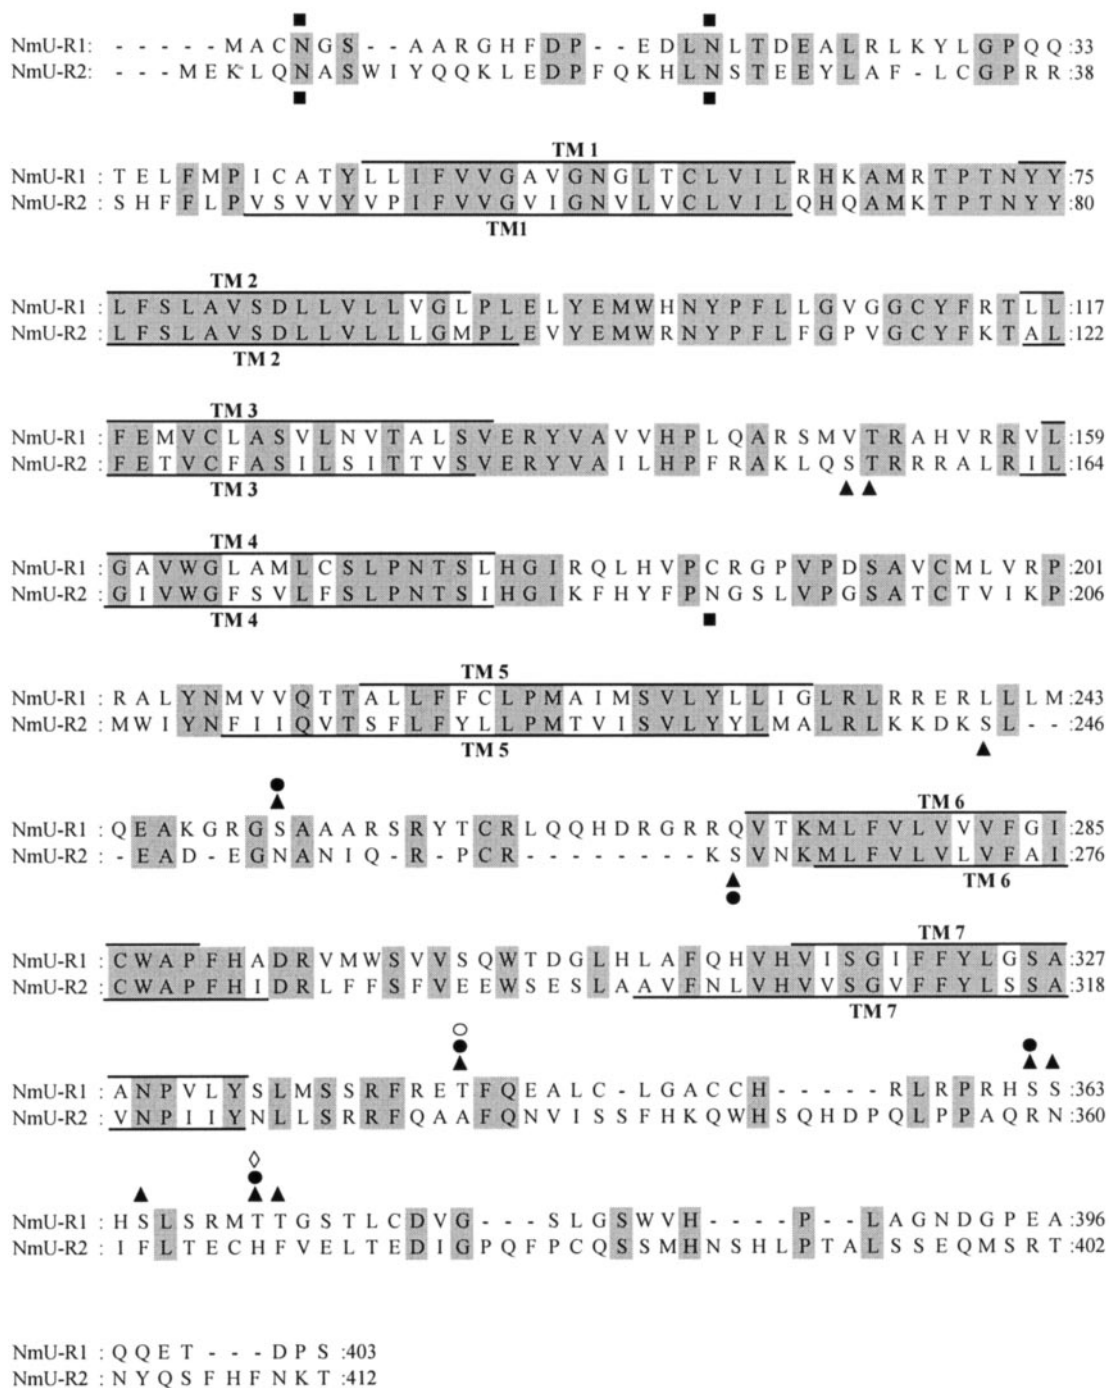 NmU-R1: - - - - - M A C N G S - - A A R G H F D P - - E D L N L T D E A L R L K Y L G P Q Q :33
NmU-R2: - - - M E K L Q N A S W I Y Q Q K L E D P F Q K H L N S T E E Y L A F - L C G P R R :38
TM 1
NmU-R1 : T E L F M P I C A T Y L L I F V V G A V G N G L T C L V I L R H K A M R T P T N Y Y :75
NmU-R2 : S H F F L P V S V V Y V P I F V V G V I G N V L V C L V I L Q H Q A M K T P T N Y Y :80
TM1
TM 2
NmU-R1 : L F S L A V S D L L V L L V G L P L E L Y E M W H N Y P F L L G V G G C Y F R T L L :117
NmU-R2 : L F S L A V S D L L V L L L G M P L E V Y E M W R N Y P F L F G P V G C Y F K T A L :122
TM 2
TM 3
NmU-R1 : F E M V C L A S V L N V T A L S V E R Y V A V V H P L Q A R S M V T R A H V R R V L :159
NmU-R2 : F E T V C F A S I L S I T T V S V E R Y V A I L H P F R A K L Q S T R R R A L R I L :164
TM 3
TM 4
NmU-R1 : G A V W G L A M L C S L P N T S L H G I R Q L H V P C R G P V P D S A V C M L V R P :201
NmU-R2 : G I V W G F S V L F S L P N T S I H G I K F H Y F P N G S L V P G S A T C T V I K P :206
TM 4
TM 5
NmU-R1 : R A L Y N M V V Q T T A L L F F C L P M A I M S V L Y L L I G L R L R R E R L L L M :243
NmU-R2 : M W I Y N F I I Q V T S F L F Y L L P M T V I S V L Y Y L M A L R L K K D K S L - - :246
TM 5
TM 6
NmU-R1 : Q E A K G R G S A A A R S R Y T C R L Q Q H D R G R R Q V T K M L F V L V V V F G I :285
NmU-R2 : - E A D - E G N A N I Q - R - P C R - - - - - - - - K S V N K M L F V L V L V F A I :276
TM 6
TM 7
NmU-R1 : C W A P F H A D R V M W S V V S Q W T D G L H L A F Q H V H V I S G I F F Y L G S A :327
NmU-R2 : C W A P F H I D R L F F S F V E E W S E S L A A V F N L V H V V S G V F F Y L S S A :318
TM 7
NmU-R1 : A N P V L Y S L M S S R F R E T F Q E A L C - L G A C C H - - - - - R L R P R H S S :363
NmU-R2 : V N P I I Y N L L S R R F Q A A F Q N V I S S F H K Q W H S Q H D P Q L P P A Q R N :360
NmU-R1 : H S L S R M T T G S T L C D V G - - - S L G S W V H - - - - P - - L A G N D G P E A :396
NmU-R2 : I F L T E C H F V E L T E D I G P Q F P C Q S S M H N S H L P T A L S S E Q M S R T :402
NmU-R1 : Q Q E T - - - D P S :403
NmU-R2 : N Y Q S F H F N K T :412